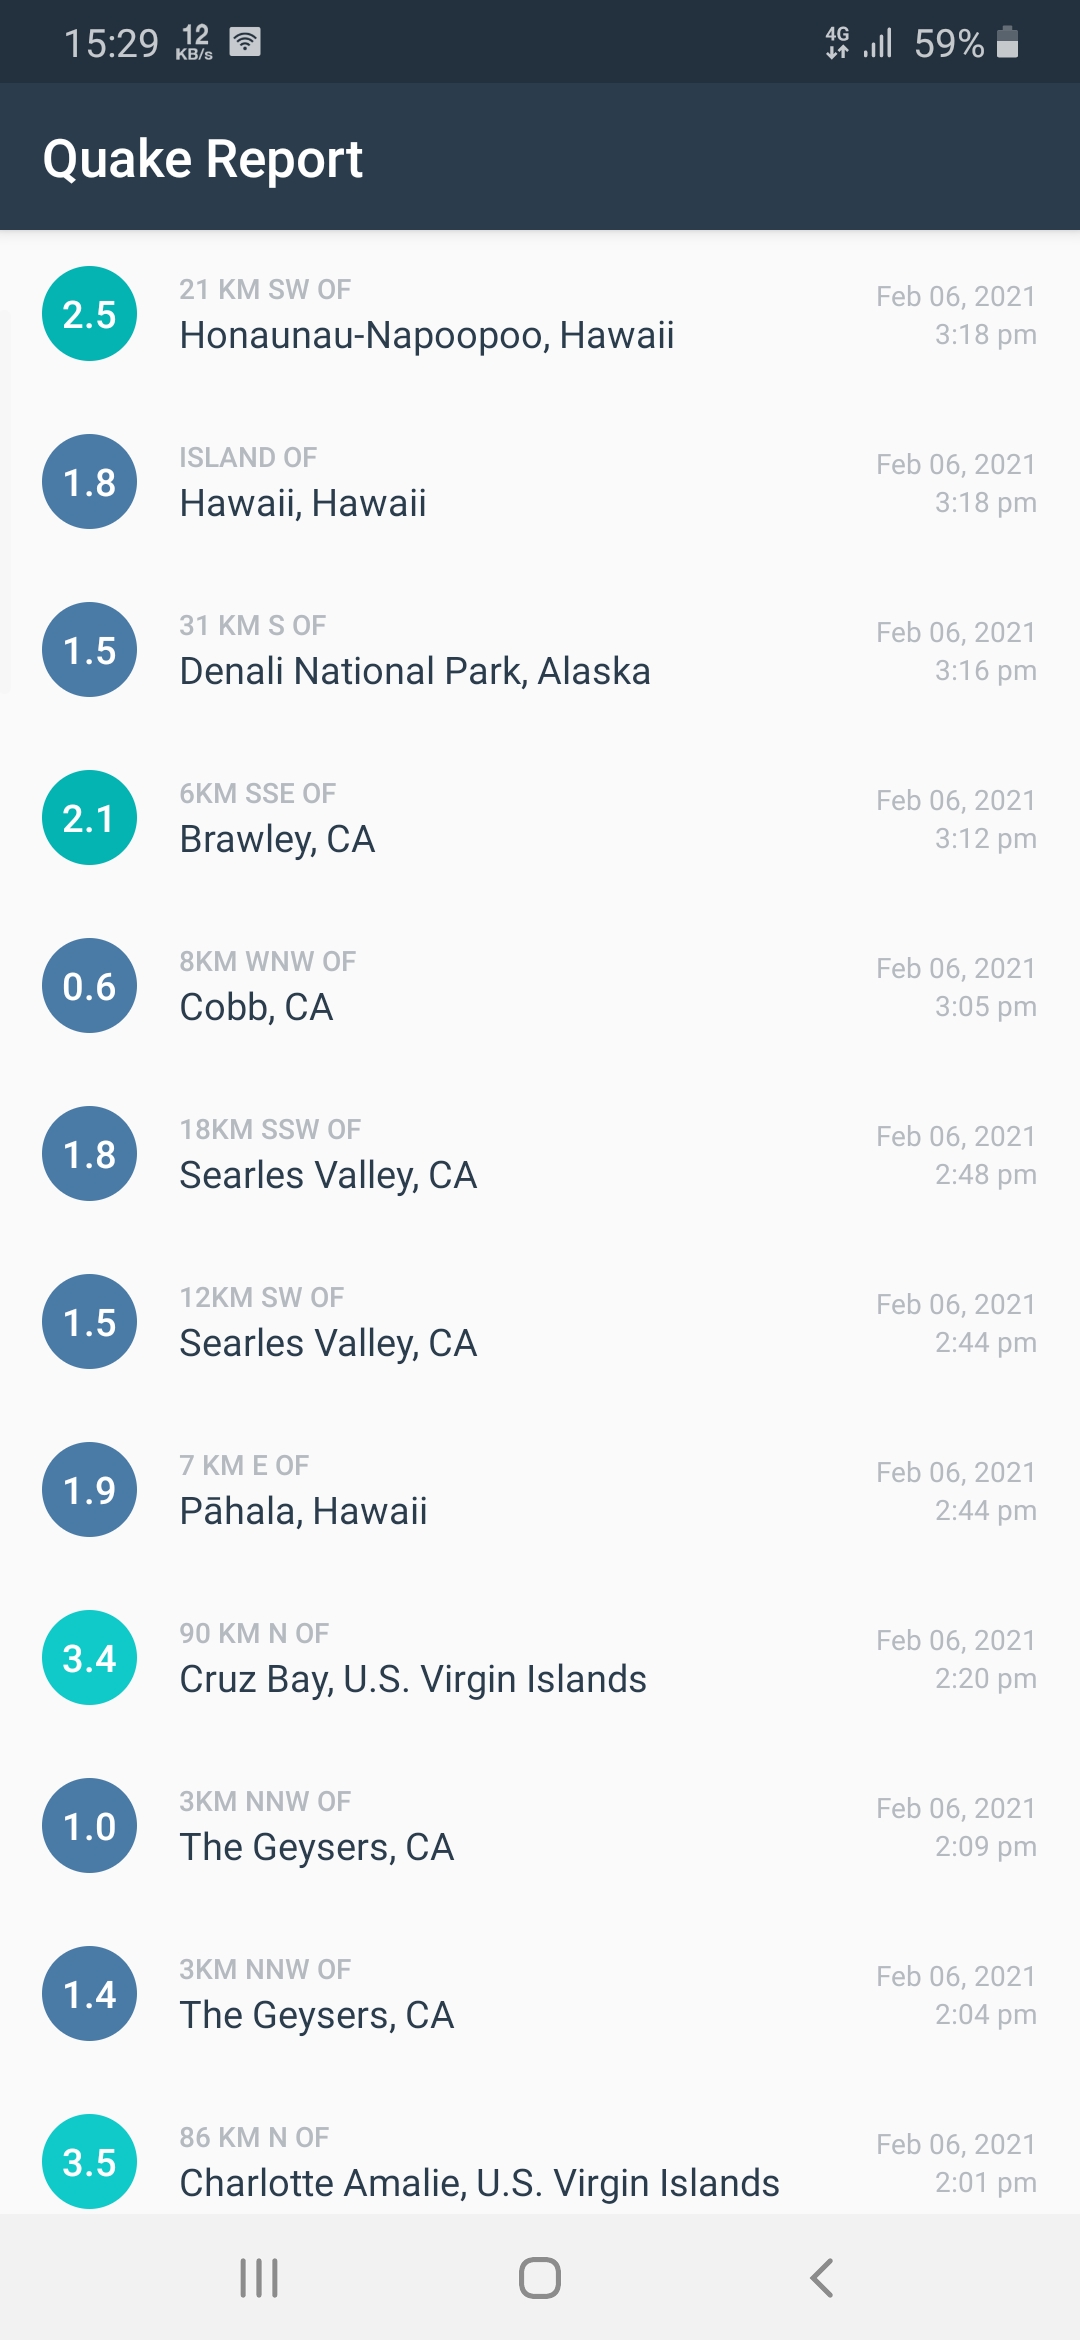 15:29 12 KB/s 4G 59%
Quake Report
2.5 21 KM SW OF Feb 06, 2021
Honaunau-Napoopoo, Hawaii 3:18 pm
1.8 ISLAND OF Feb 06, 2021
Hawaii, Hawaii 3:18 pm
1.5 31 KM S OF Feb 06, 2021
Denali National Park, Alaska 3:16 pm
2.1 6KM SSE OF Feb 06, 2021
Brawley, CA 3:12 pm
0.6 8KM WNW OF Feb 06, 2021
Cobb, CA 3:05 pm
1.8 18KM SSW OF Feb 06, 2021
Searles Valley, CA 2:48 pm
1.5 12KM SW OF Feb 06, 2021
Searles Valley, CA 2:44 pm
1.9 7 KM E OF Feb 06, 2021
Pāhala, Hawaii 2:44 pm
3.4 90 KM N OF Feb 06, 2021
Cruz Bay, U.S. Virgin Islands 2:20 pm
1.0 3KM NNW OF Feb 06, 2021
The Geysers, CA 2:09 pm
1.4 3KM NNW OF Feb 06, 2021
The Geysers, CA 2:04 pm
3.5 86 KM N OF Feb 06, 2021
Charlotte Amalie, U.S. Virgin Islands 2:01 pm